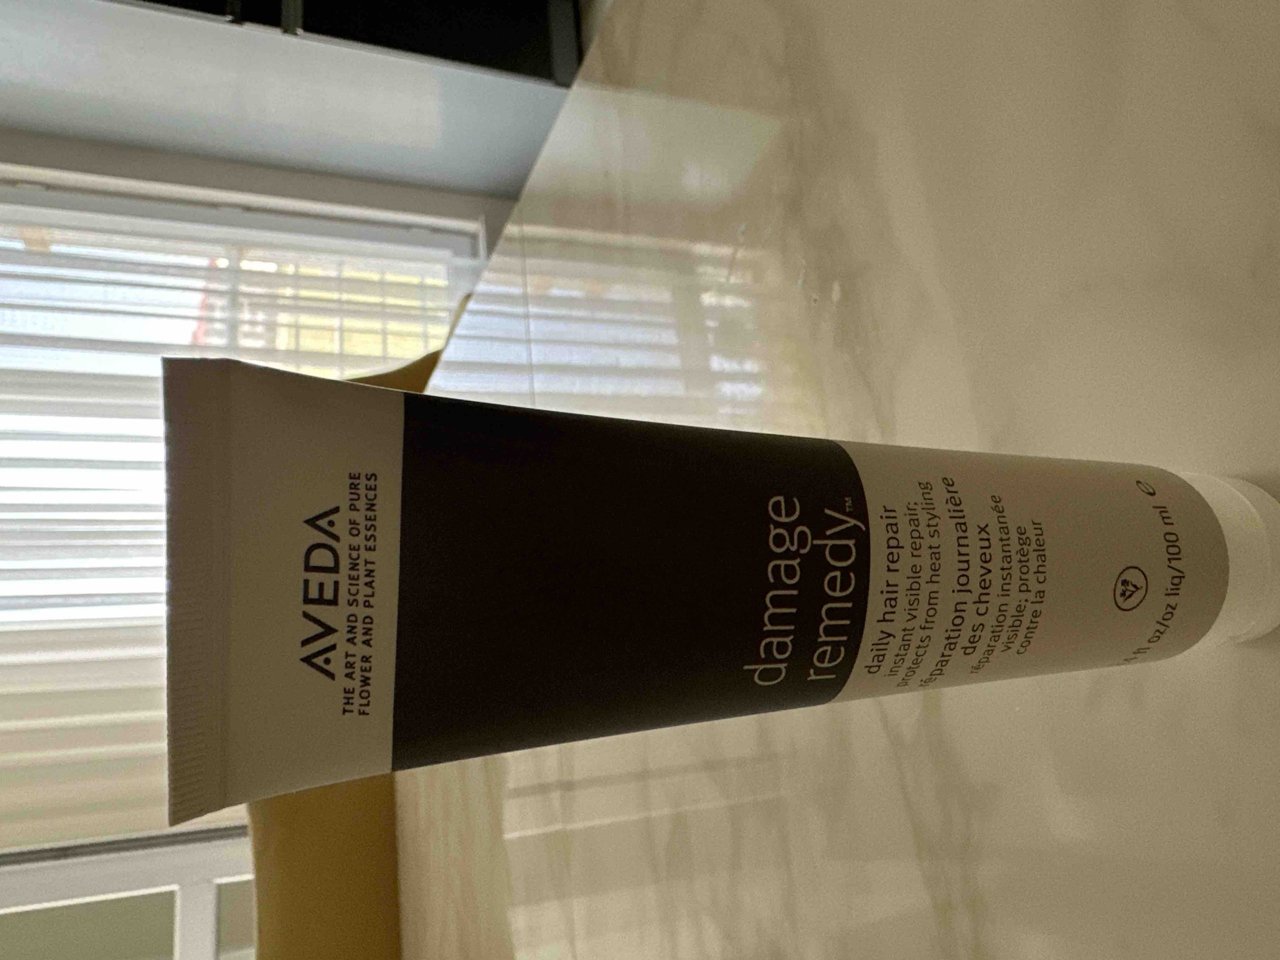 AVEDA
THE ART AND SCIENCE OF PURE
FLOWER AND PLANT ESSENCES
damage
remedy™
daily hair repair
instant visible repair;
protects from heat styling
réparation journalière
des cheveux
réparation instantanée
visible; protège
contre la chaleur
fl oz/oz liq/100 ml ℮